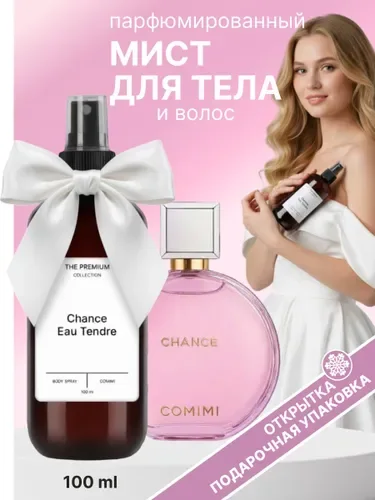 парфюмированный
МИСТ
ДЛЯ ТЕЛА
и волос
THE PREMIUM
COLLECTION
Chance
Eau Tendre
BODY SPRAY
COMIMI
100 ml
CHANCE
COMIMI
ОТКРЫТКА
ПОДАРОЧНАЯ УПАКОВКА
100 ml